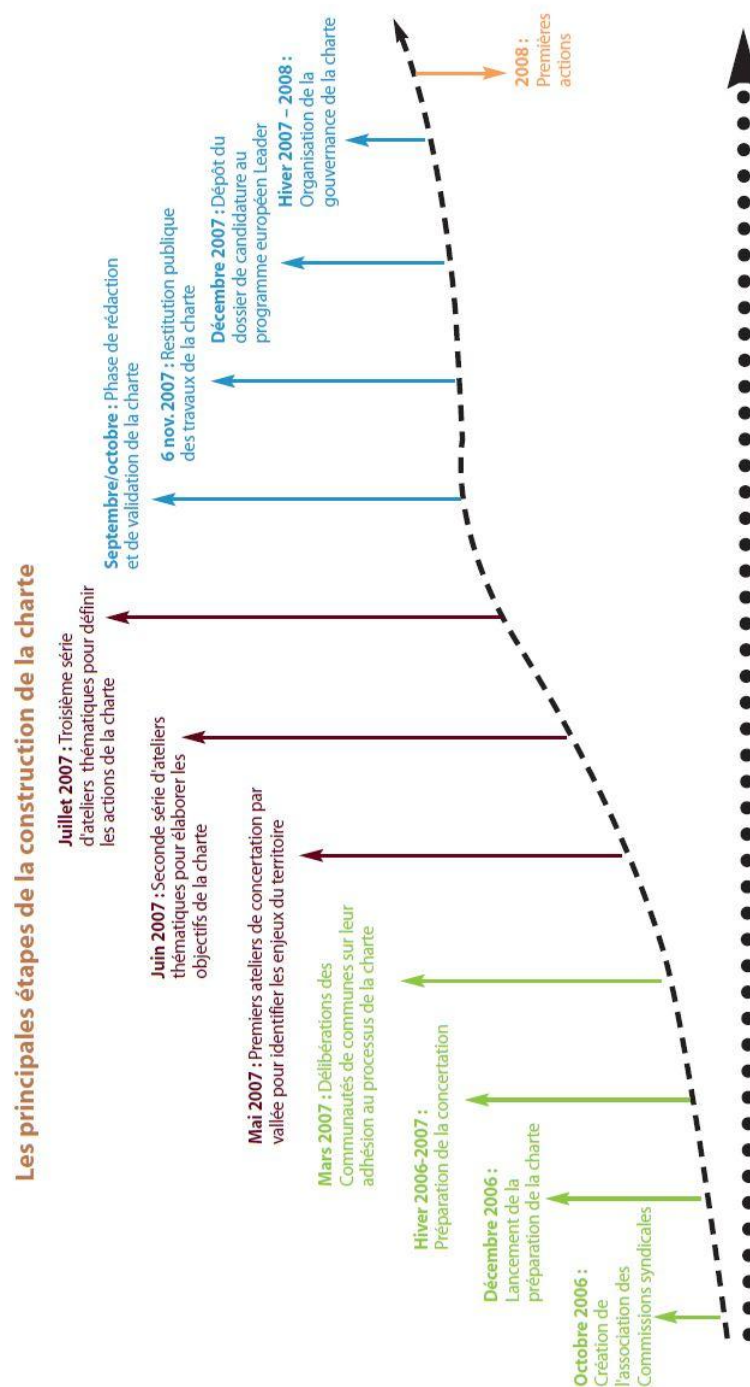 Les principales étapes de la construction de la charte
Octobre 2006 :
Création de
l'association des
Commissions syndicales
Décembre 2006 :
Lancement de la
préparation de la charte
Hiver 2006-2007 :
Préparation de la concertation
Mars 2007 : Délibérations des
Communautés de communes sur leur
adhésion au processus de la charte
Mai 2007 : Premiers ateliers de concertation par
vallée pour identifier les enjeux du territoire
Juin 2007 : Seconde série d'ateliers
thématiques pour élaborer les
objectifs de la charte
Juillet 2007 : Troisième série
d'ateliers thématiques pour définir
les actions de la charte
Septembre/octobre : Phase de rédaction
et de validation de la charte
6 nov. 2007 : Restitution publique
des travaux de la charte
Décembre 2007 : Dépôt du
dossier de candidature au
programme européen Leader
Hiver 2007 – 2008 :
Organisation de la
gouvernance de la charte
2008 :
Premières
actions